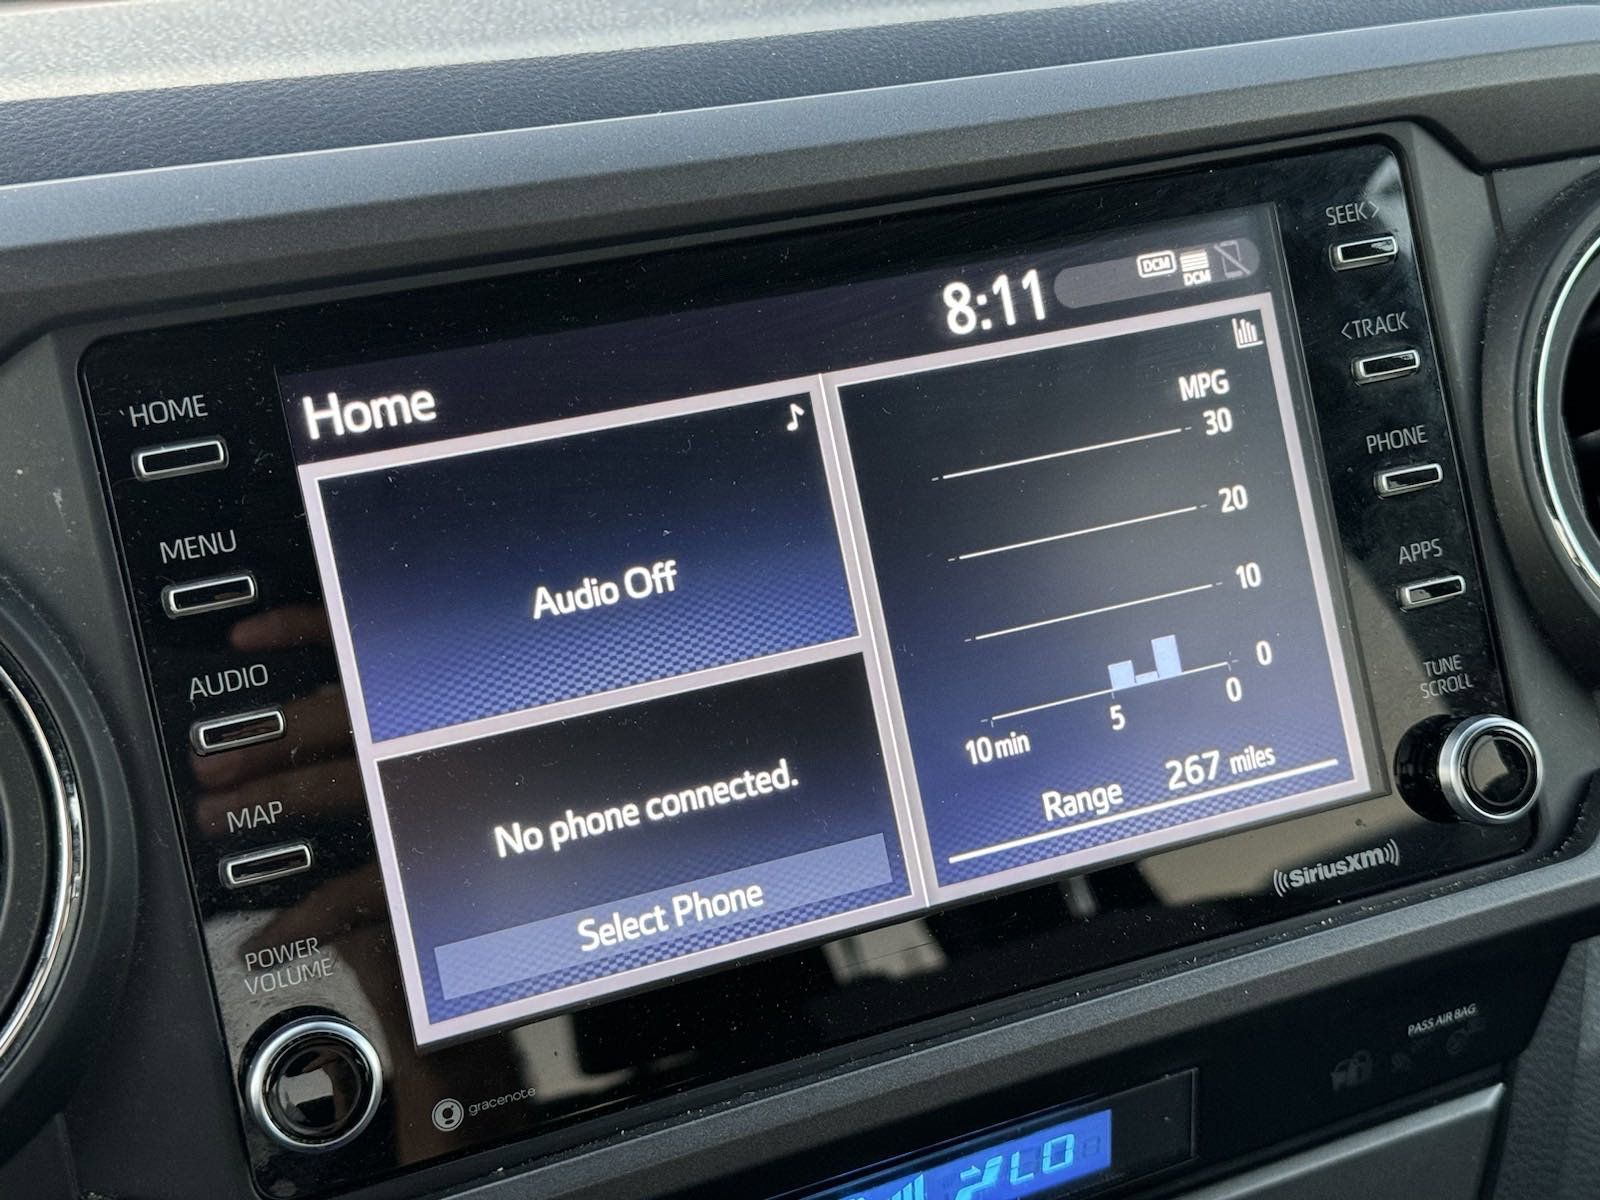 HOME
MENU
AUDIO
MAP
POWER
VOLUME
Home
8:11
DCM
DCM
Audio Off
No phone connected.
Select Phone
MPG
30
20
10
0
10 min
5
0
Range 267 miles
SEEK >
< TRACK
PHONE
APPS
TUNE
SCROLL
SiriusXM
gracenote
PASS AIR BAG
LO